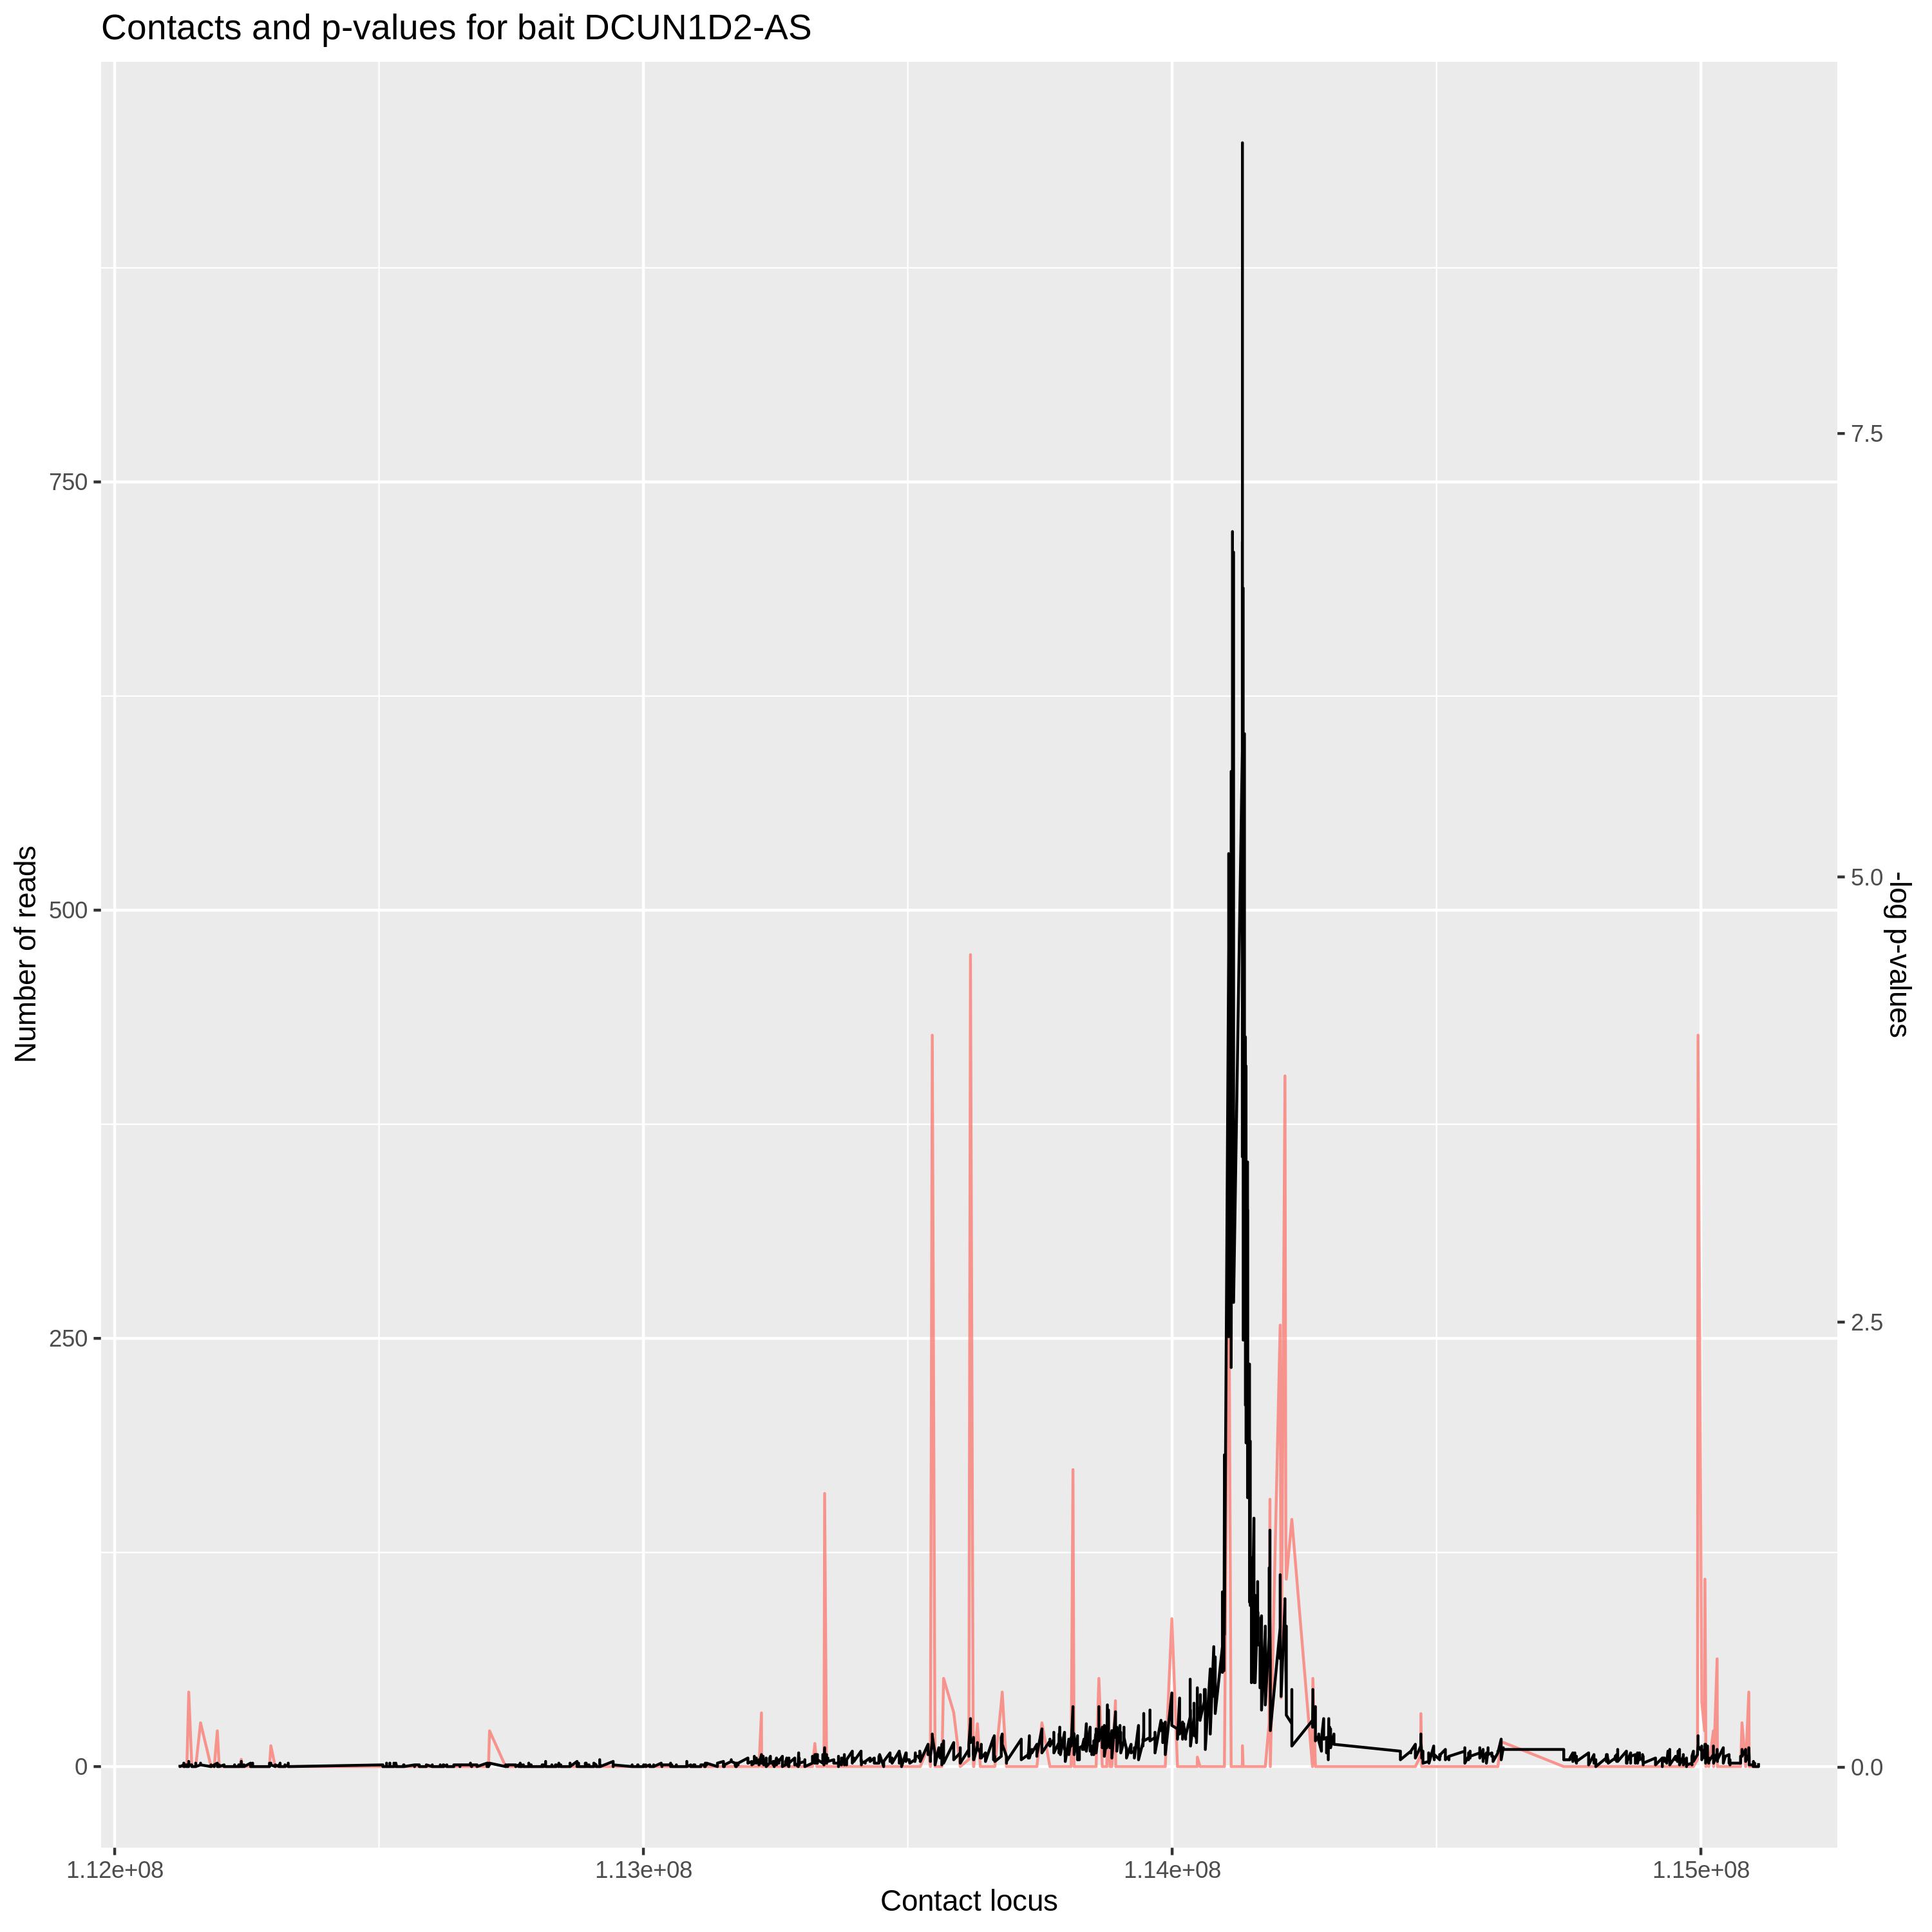 Contacts and p-values for bait DCUN1D2-AS
Number of reads
750
500
250
0
7.5
5.0
2.5
0.0
-log p-values
1.12e+08
1.13e+08
1.14e+08
1.15e+08
Contact locus